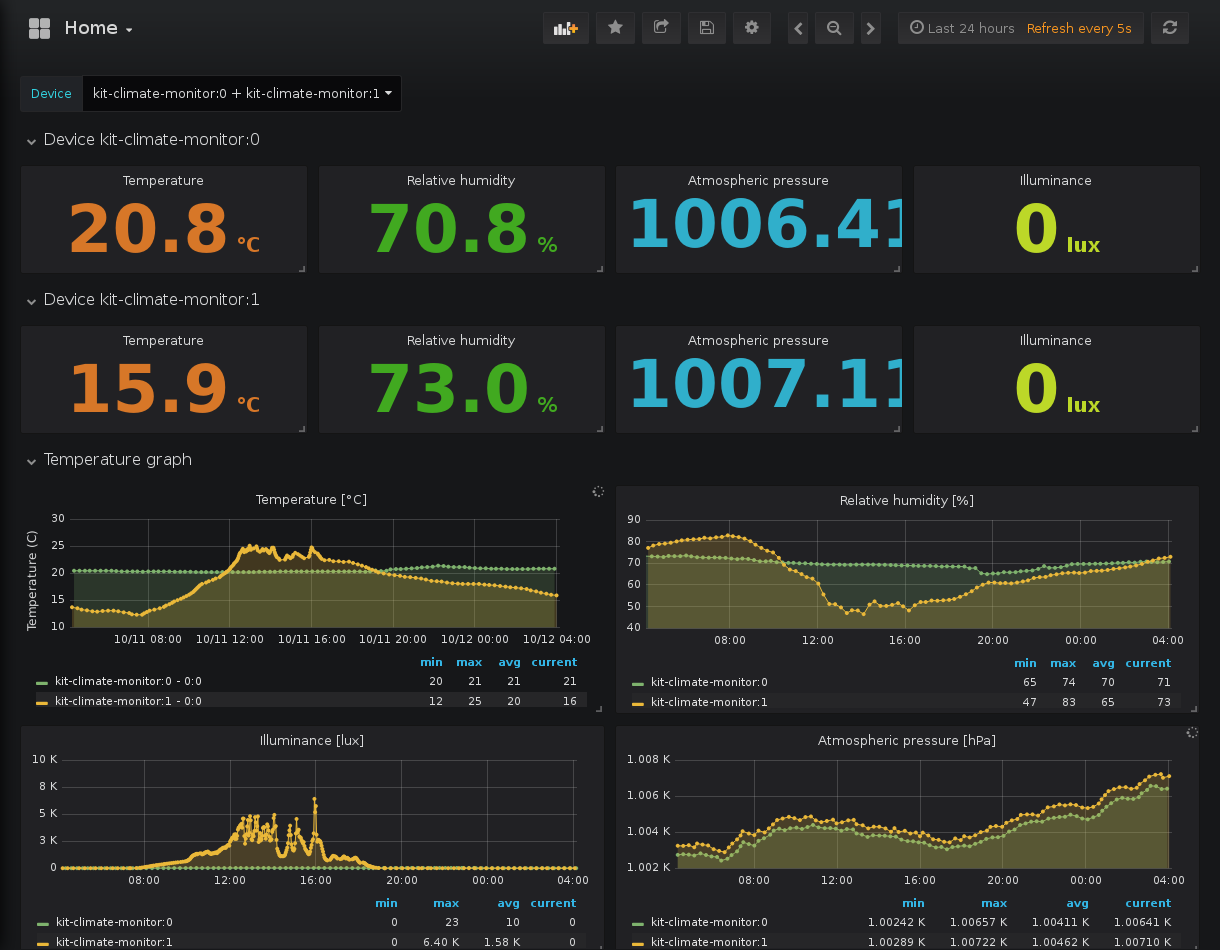 Home
Last 24 hours Refresh every 5s
Device kit-climate-monitor:0 + kit-climate-monitor:1
Device kit-climate-monitor:0
Temperature Relative humidity Atmospheric pressure Illuminance
20.8 °C 70.8 % 1006.41 0 lux
Device kit-climate-monitor:1
Temperature Relative humidity Atmospheric pressure Illuminance
15.9 °C 73.0 % 1007.11 0 lux
Temperature graph
Temperature [°C]
Temperature (C)
30
25
20
15
10
10/11 08:00 10/11 12:00 10/11 16:00 10/11 20:00 10/12 00:00 10/12 04:00
min max avg current
kit-climate-monitor:0 - 0:0 20 21 21 21
kit-climate-monitor:1 - 0:0 12 25 20 16
Relative humidity [%]
90
80
70
60
50
40
08:00 12:00 16:00 20:00 00:00 04:00
min max avg current
kit-climate-monitor:0 65 74 70 71
kit-climate-monitor:1 47 83 65 73
Illuminance [lux]
10 K
8 K
5 K
3 K
0
08:00 12:00 16:00 20:00 00:00 04:00
min max avg current
kit-climate-monitor:0 0 23 10 0
kit-climate-monitor:1 0 6.40 K 1.58 K 0
Atmospheric pressure [hPa]
1.008 K
1.006 K
1.004 K
1.002 K
08:00 12:00 16:00 20:00 00:00 04:00
min max avg current
kit-climate-monitor:0 1.00242 K 1.00657 K 1.00411 K 1.00641 K
kit-climate-monitor:1 1.00289 K 1.00722 K 1.00462 K 1.00710 K